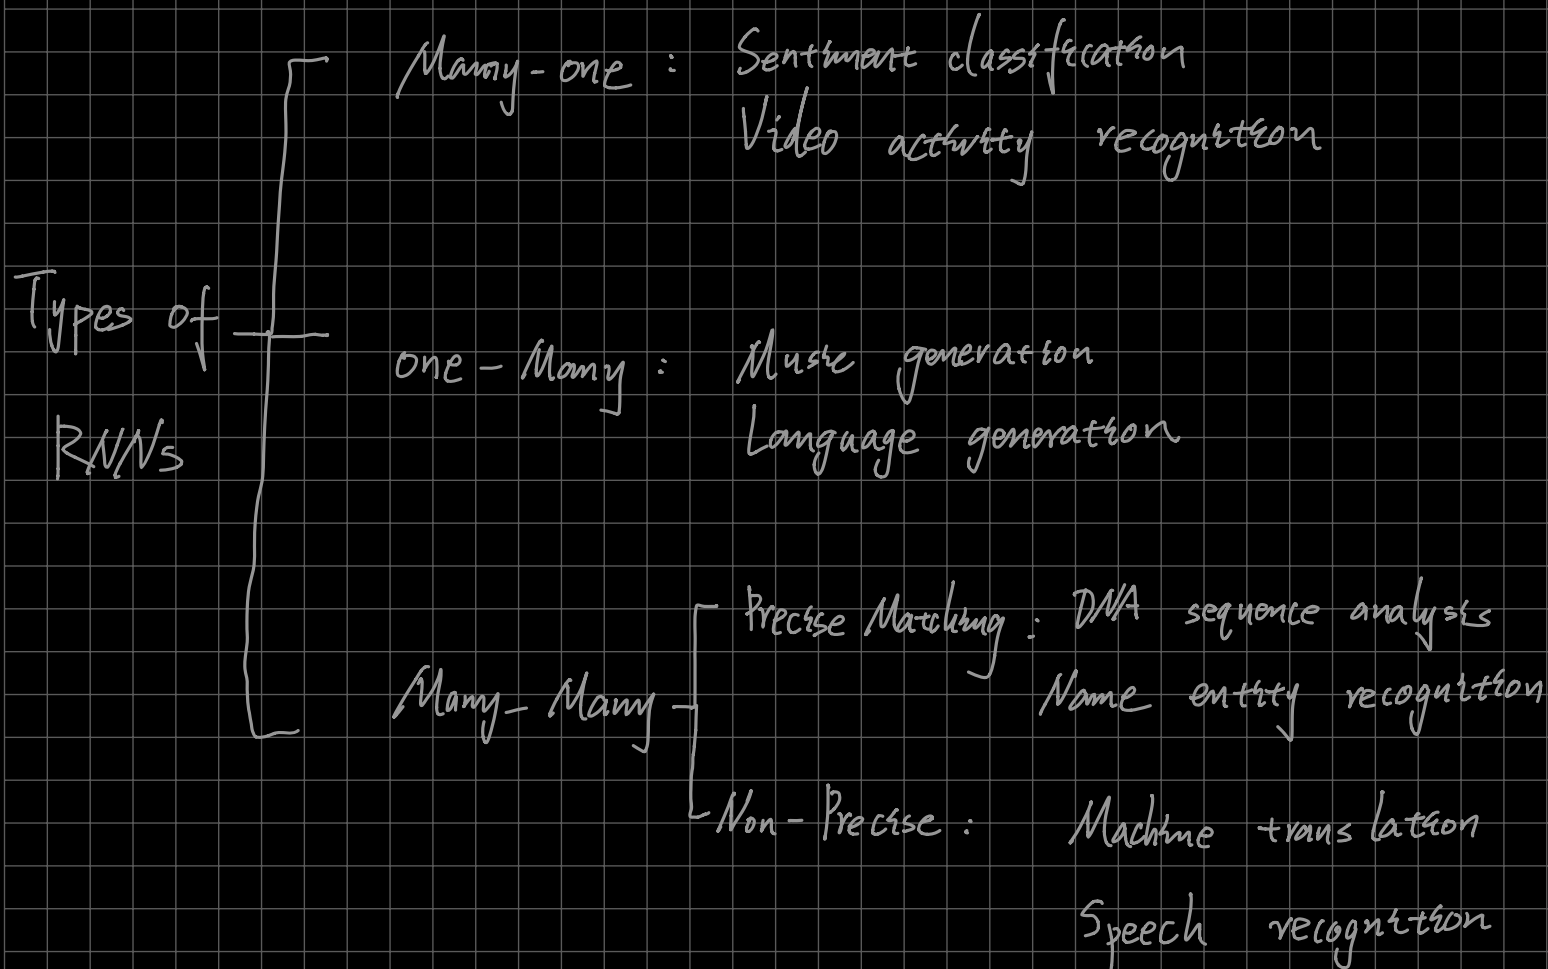 Types of
RNNs
Many-one : Sentiment classification
Video activity recognition
one-Many : Music generation
Language generation
Many-Many
Precise Matching : DNA sequence analysis
Name entity recognition
Non-Precise : Machine translation
Speech recognition